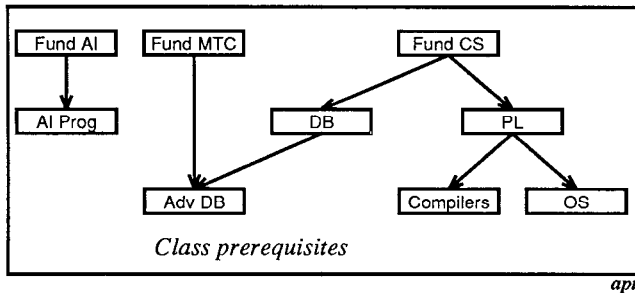 Fund AI Fund MTC Fund CS
AI Prog DB PL
Adv DB Compilers OS
Class prerequisites